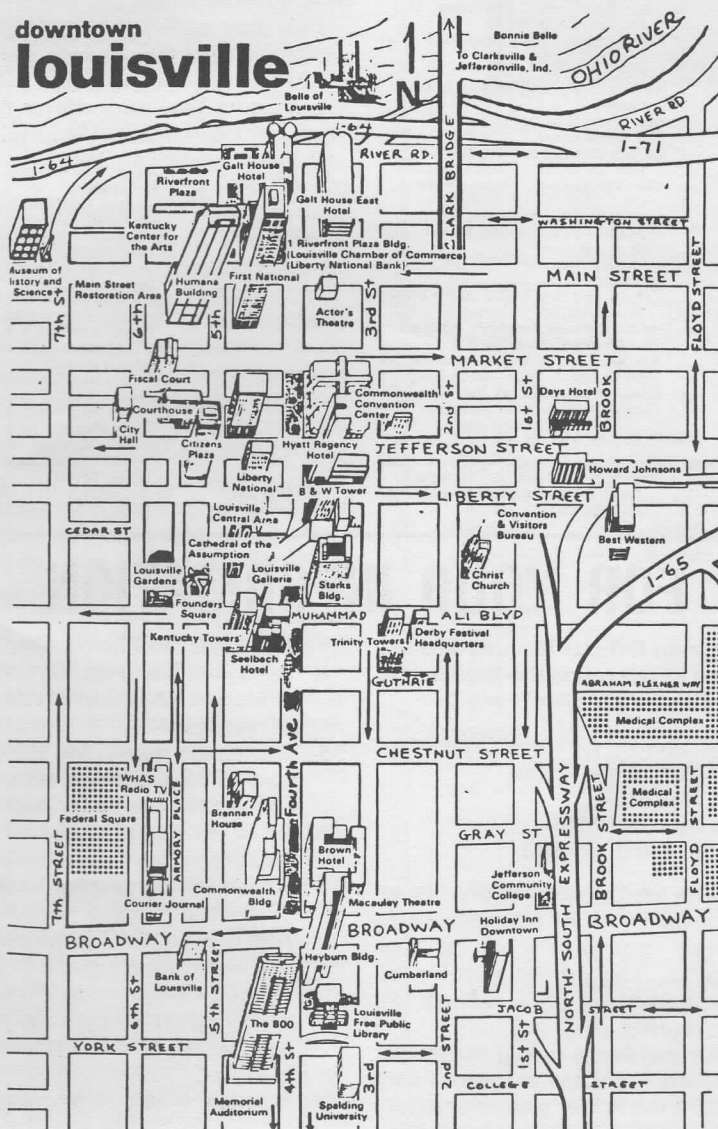 downtown
louisville
Bonnie Belle
To Clarksville &
Jeffersonville, Ind.
OHIO RIVER
Belle of
Louisville
N
I-64
I-64
RIVER RD.
RIVER RD
I-71
CLARK BRIDGE
Galt House
Hotel
Riverfront
Plaza
Galt House East
Hotel
Kentucky
Center for
the Arts
WASHINGTON STREET
1 Riverfront Plaza Bldg.
(Louisville Chamber of Commerce)
(Liberty National Bank)
Museum of
History and
Science
Main Street
Restoration Area
Humana
Building
First National
MAIN STREET
FLOYD STREET
7th St
6th
5th
Actor's
Theatre
3rd St
MARKET STREET
Fiscal Court
Courthouse
City
Hall
Citizens
Plaza
Commonwealth
Convention
Center
2nd St
1st St
Days Hotel
BROOK
Hyatt Regency
Hotel
JEFFERSON STREET
Liberty
National
B & W Tower
Howard Johnsons
LIBERTY STREET
Louisville
Central Area
Convention
& Visitors
Bureau
CEDAR ST
Best Western
Cathedral of the
Assumption
Louisville
Gardens
Louisville
Galleria
Starks
Bldg.
Christ
Church
I-65
Founders
Square
MUHAMMAD ALI BLVD
Kentucky Towers
Trinity Towers
Derby Festival
Headquarters
Seelbach
Hotel
GUTHRIE
ABRAHAM FLEXNER WAY
Medical Complex
CHESTNUT STREET
Fourth Ave
WHAS
Radio TV
Federal Square
ARMORY PLACE
Brennan
House
Medical
Complex
GRAY ST
Brown
Hotel
7th STREET
NORTH-SOUTH EXPRESSWAY
BROOK STREET
FLOYD STREET
Jefferson
Community
College
Commonwealth
Bldg
Courier Journal
Macauley Theatre
BROADWAY
BROADWAY
BROADWAY
Holiday Inn
Downtown
Heyburn Bldg.
Bank of
Louisville
Cumberland
6th St
5th STREET
The 800
Louisville
Free Public
Library
2nd STREET
JACOB STREET
1st St
YORK STREET
4th St
3rd
COLLEGE STREET
Memorial
Auditorium
Spalding
University